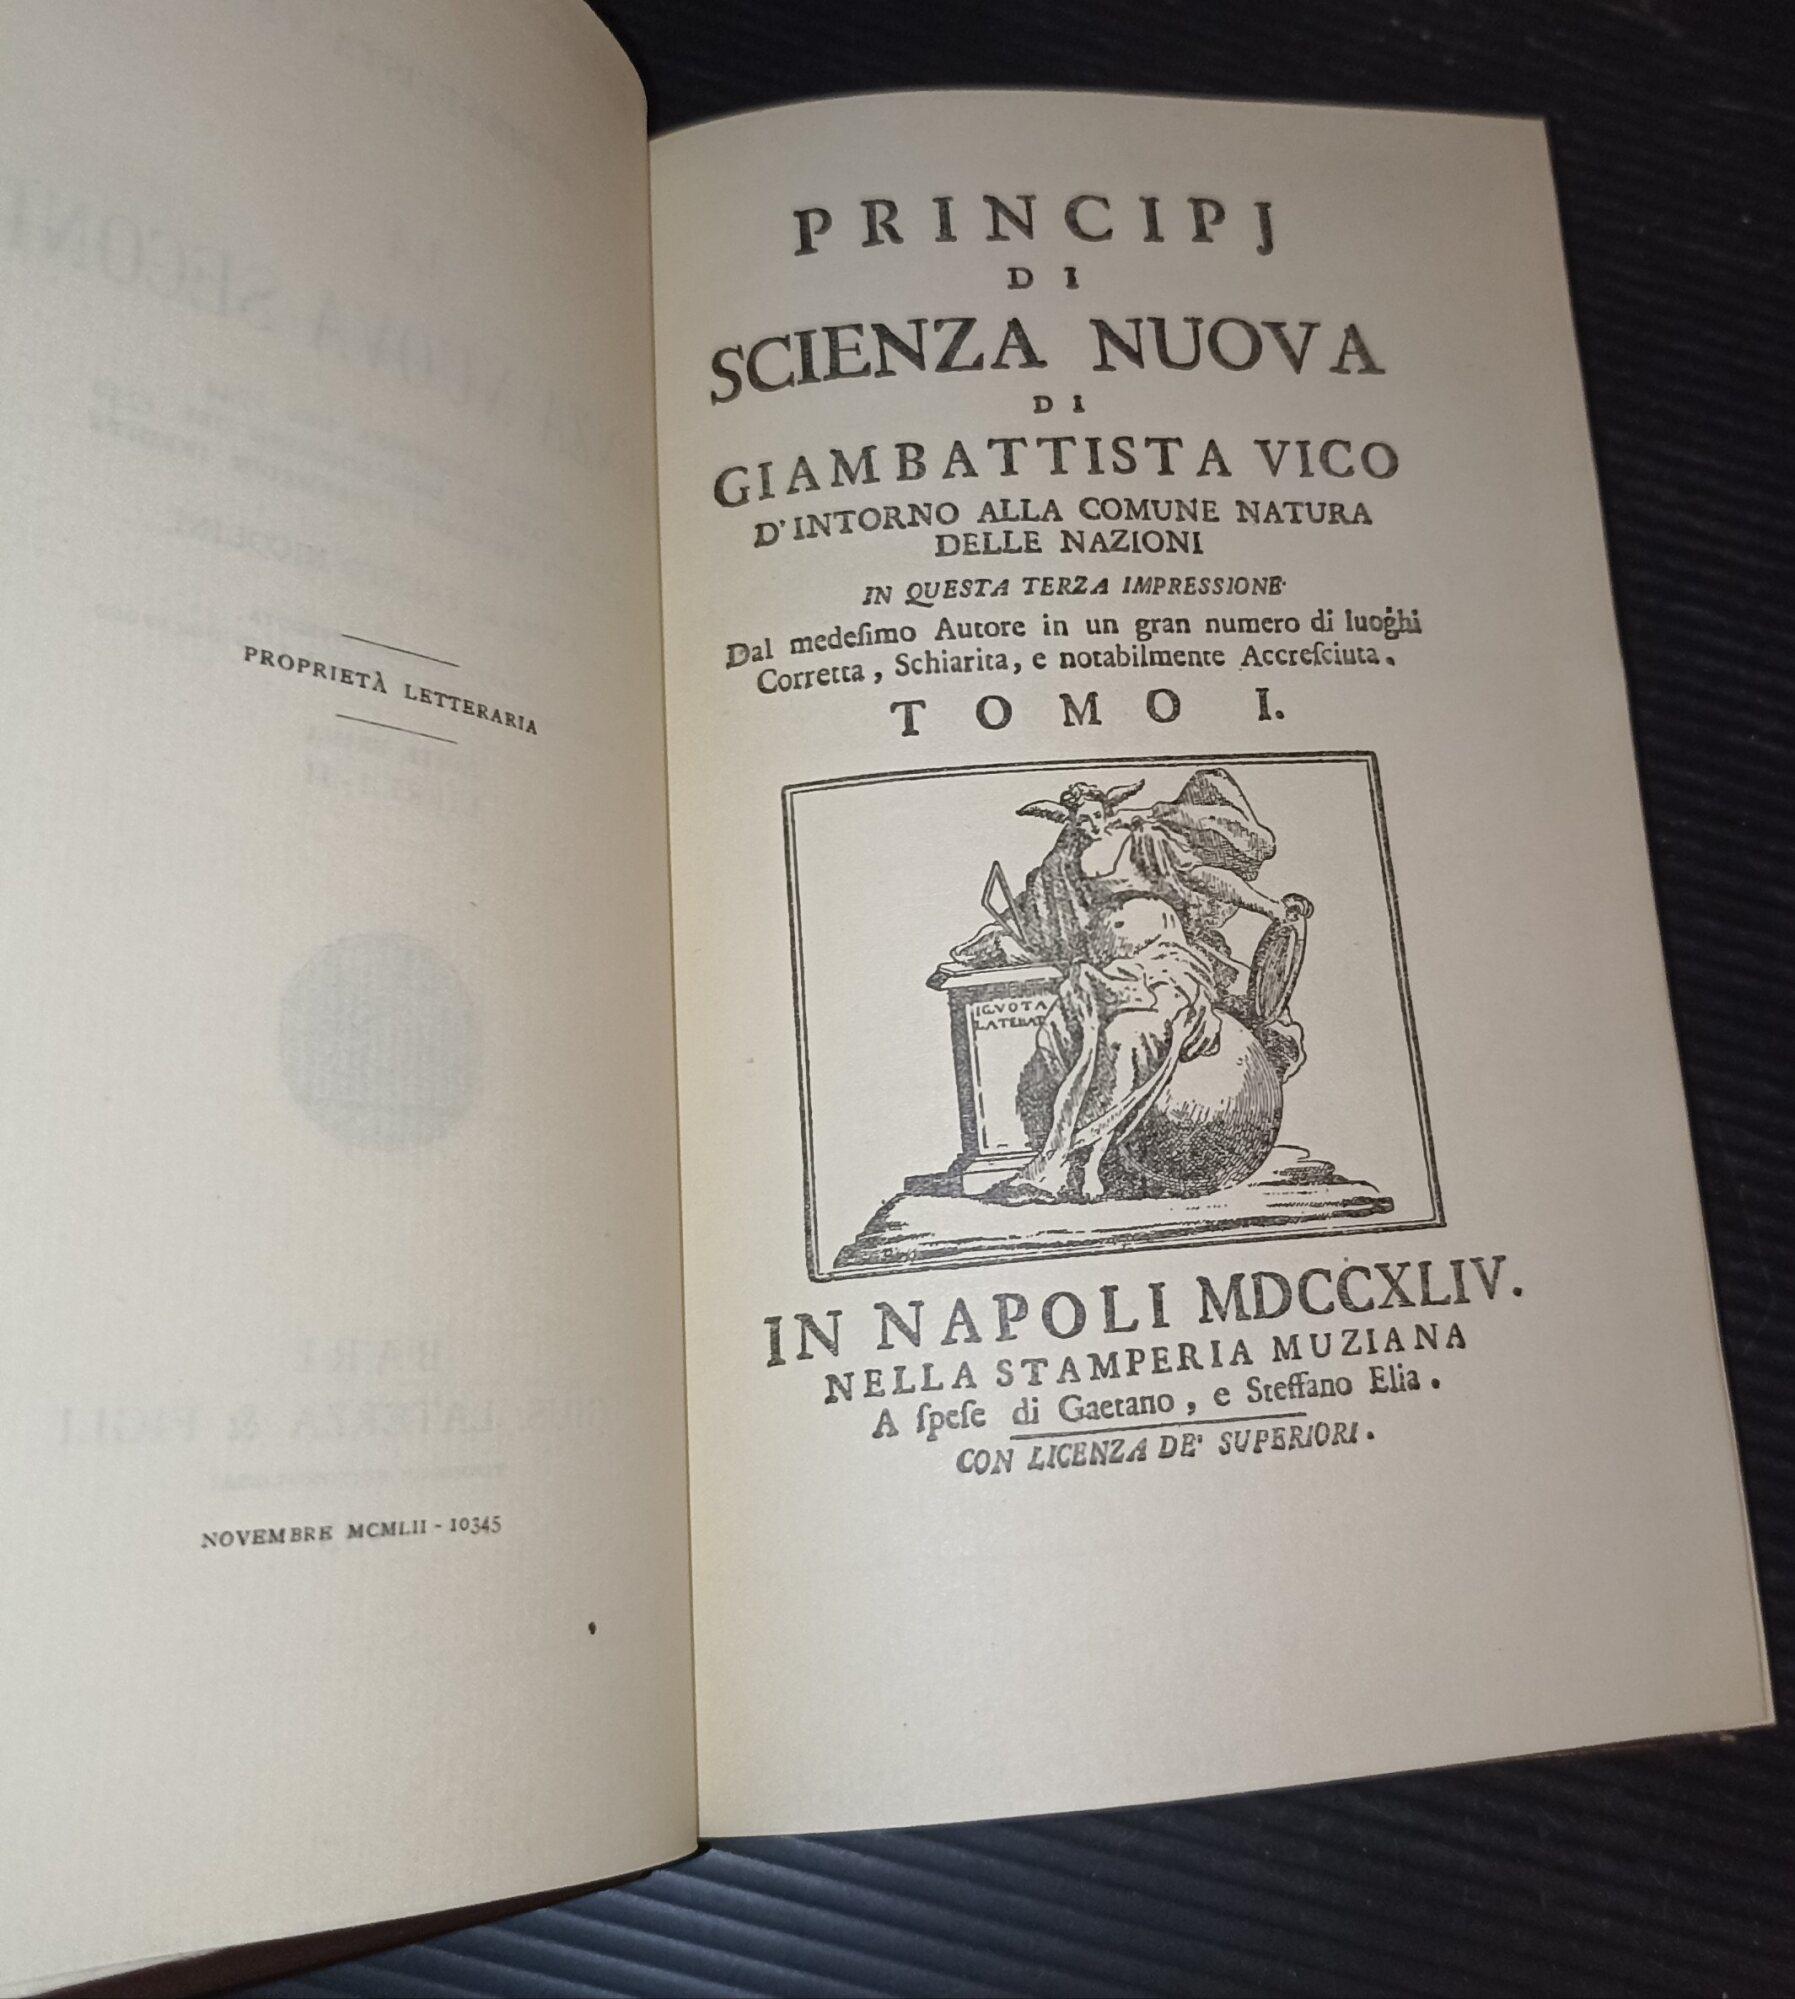 PROPRIETÀ LETTERARIA
NOVEMBRE MCMLII - 10345
PRINCIPJ
DI
SCIENZA NUOVA
DI
GIAMBATTISTA VICO
D'INTORNO ALLA COMUNE NATURA
DELLE NAZIONI
IN QUESTA TERZA IMPRESSIONE
Dal medeſimo Autore in un gran numero di luoghi
Corretta, Schiarita, e notabilmente Accreſciuta.
TOMO I.
IGNOTA
LATEBAT
IN NAPOLI MDCCXLIV.
NELLA STAMPERIA MUZIANA
A ſpeſe di Gaetano, e Steffano Elia.
CON LICENZA DE' SUPERIORI.